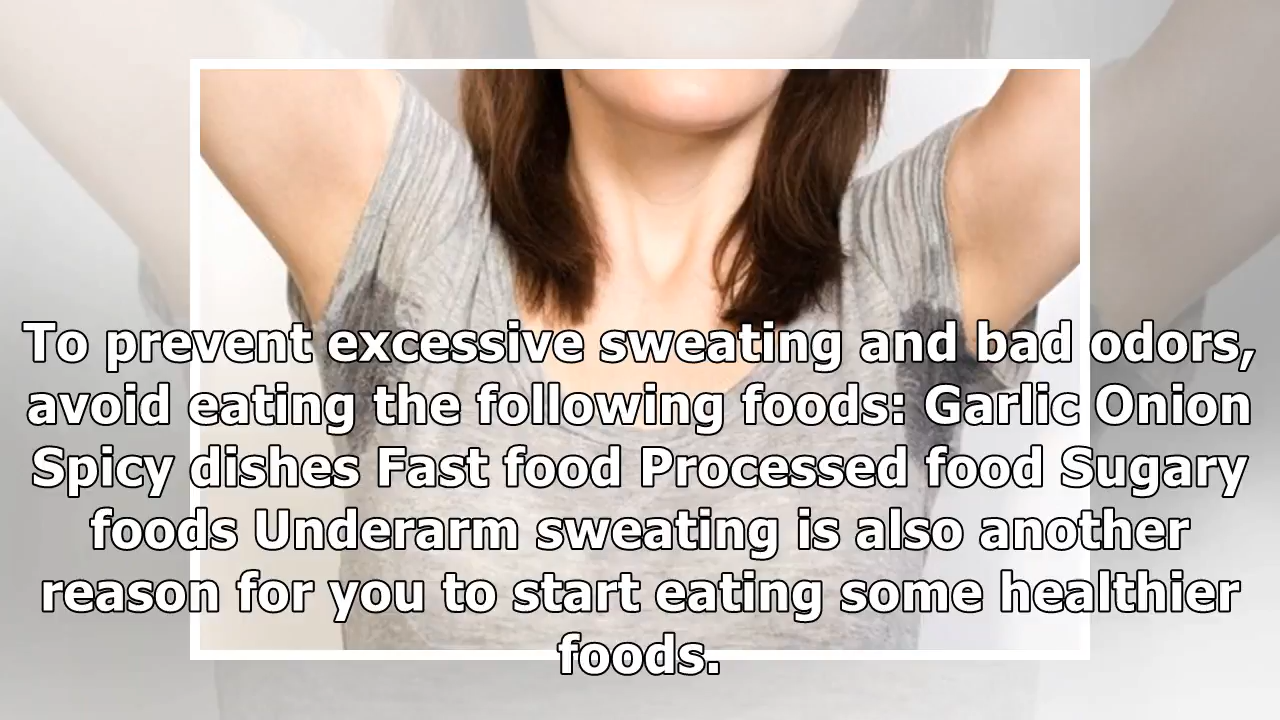 To prevent excessive sweating and bad odors,
avoid eating the following foods: Garlic Onion
Spicy dishes Fast food Processed food Sugary
foods Underarm sweating is also another
reason for you to start eating some healthier
foods.